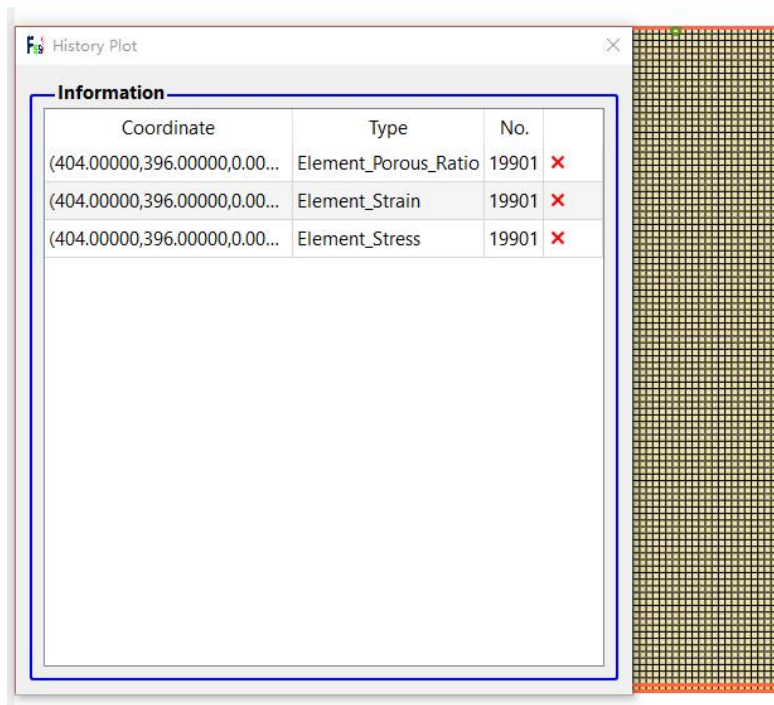 Fssi History Plot
Information
Coordinate Type No.
(404.00000,396.00000,0.00... Element_Porous_Ratio 19901
(404.00000,396.00000,0.00... Element_Strain 19901
(404.00000,396.00000,0.00... Element_Stress 19901